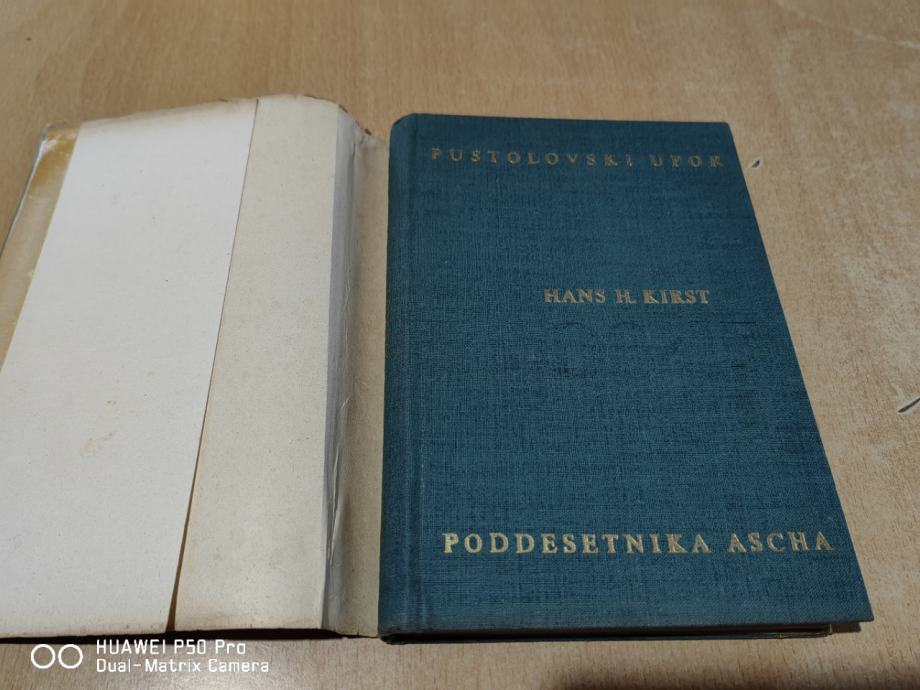 PUSTOLOVSKI UPOR
HANS H. KIRST
PODDESETNIKA ASCHA
HUAWEI P50 Pro
Dual-Matrix Camera